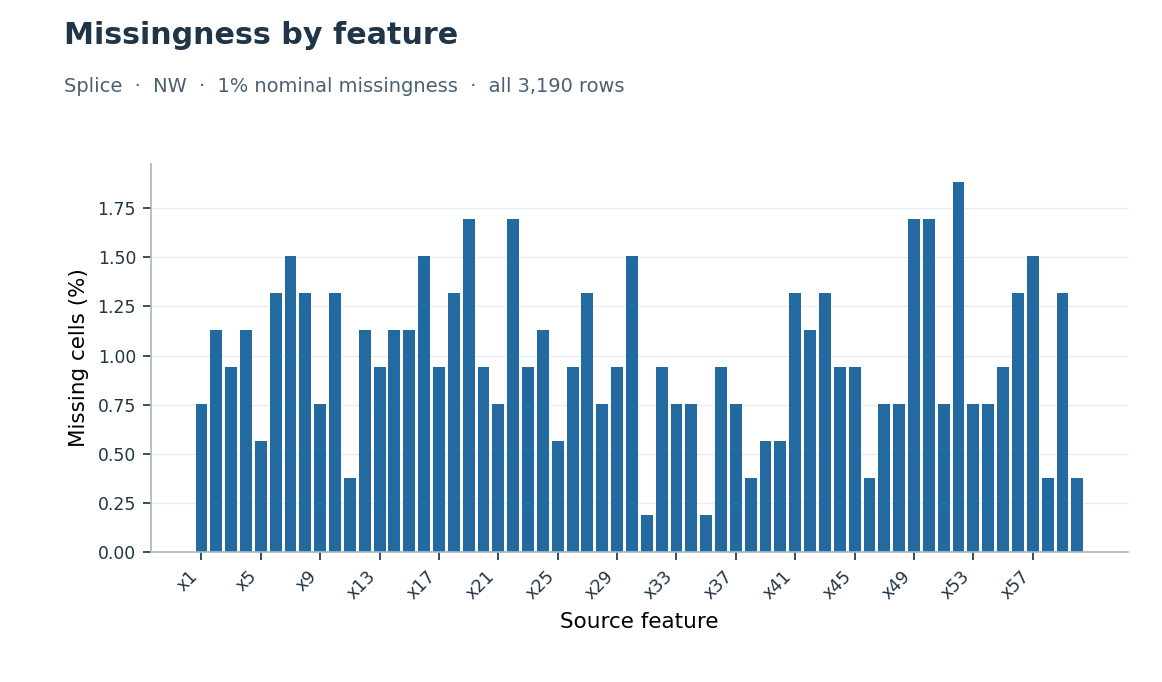 Missingness by feature
Splice · NW · 1% nominal missingness · all 3,190 rows
Missing cells (%)
1.75
1.50
1.25
1.00
0.75
0.50
0.25
0.00
x1 x5 x9 x13 x17 x21 x25 x29 x33 x37 x41 x45 x49 x53 x57
Source feature